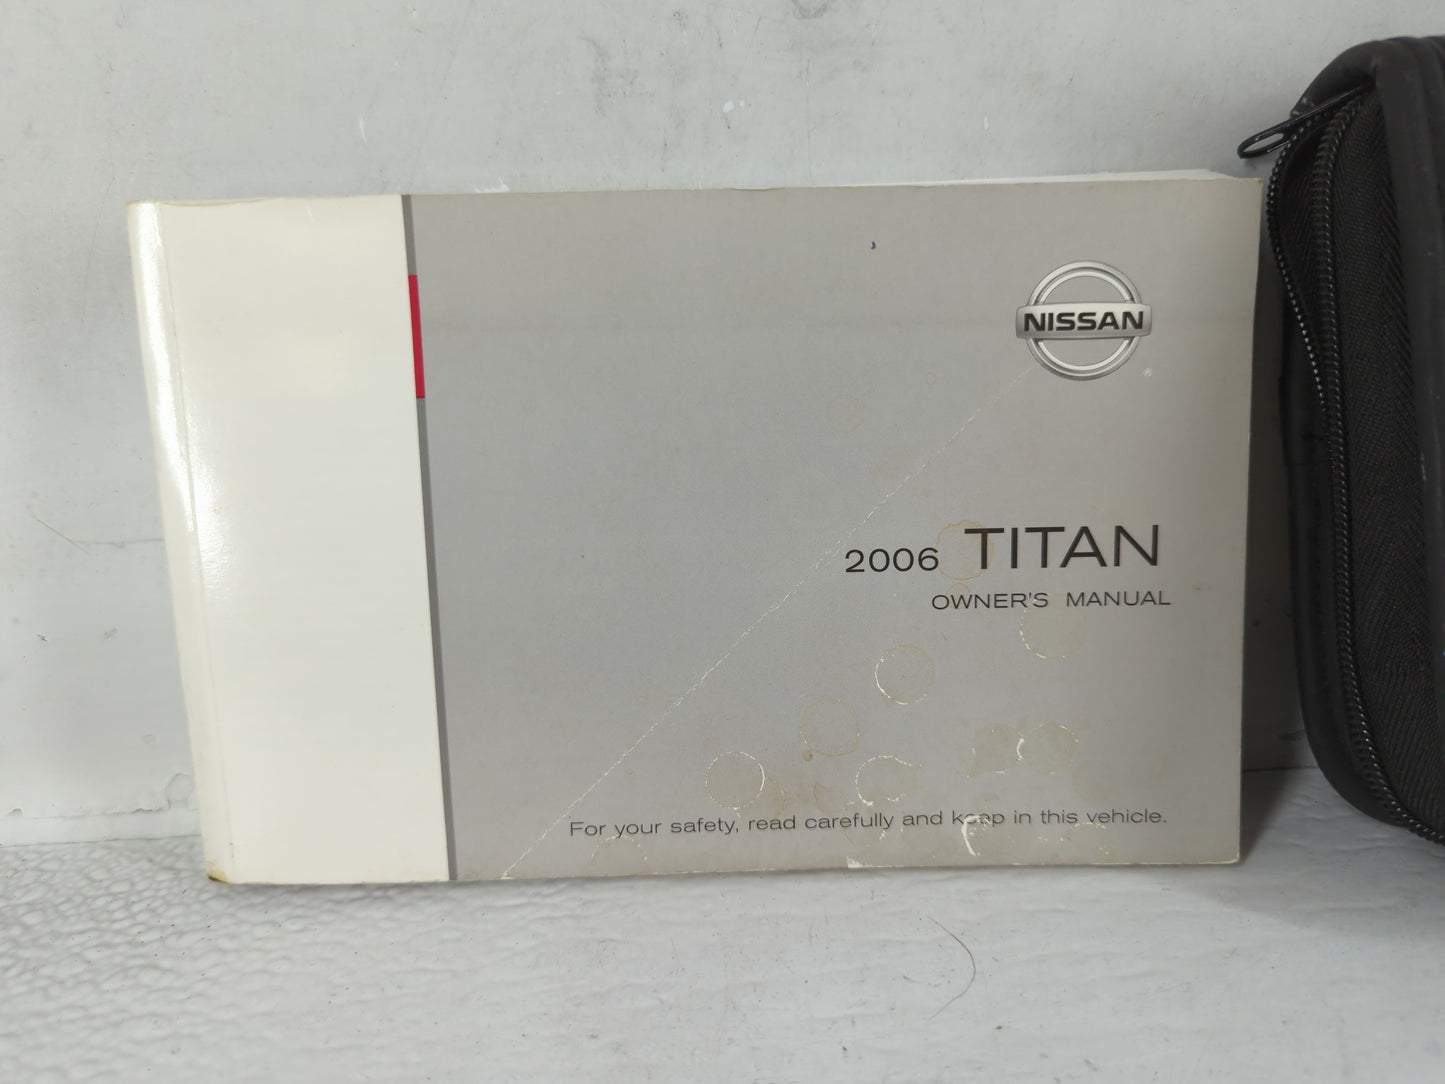 NISSAN
®
2006 TITAN
OWNER'S MANUAL
For your safety, read carefully and keep in this vehicle.